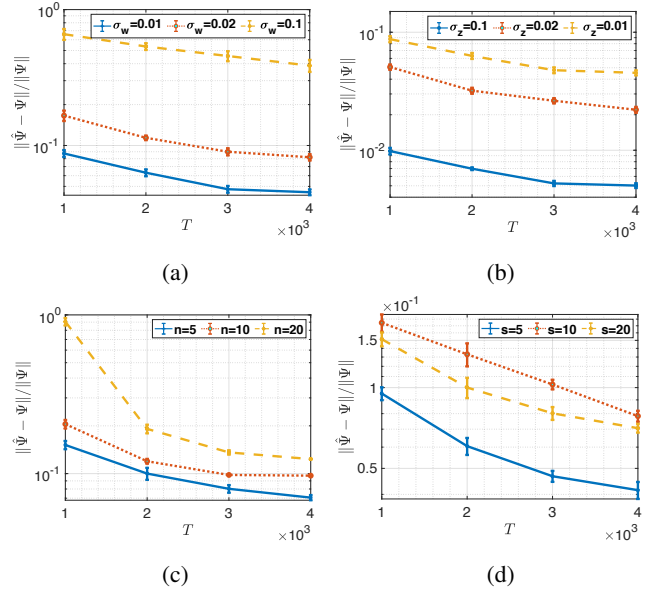 σw=0.01 σw=0.02 σw=0.1
10^0
10^-1
‖Ψ̂ − Ψ‖/‖Ψ‖
1 2 3 4
T
×10^3
(a)
σz=0.1 σz=0.02 σz=0.01
10^-1
10^-2
‖Ψ̂ − Ψ‖/‖Ψ‖
1 2 3 4
T
×10^3
(b)
n=5 n=10 n=20
10^0
10^-1
‖Ψ̂ − Ψ‖/‖Ψ‖
1 2 3 4
T
×10^3
(c)
×10^-1
s=5 s=10 s=20
1.5
1
0.5
‖Ψ̂ − Ψ‖/‖Ψ‖
1 2 3 4
T
×10^3
(d)